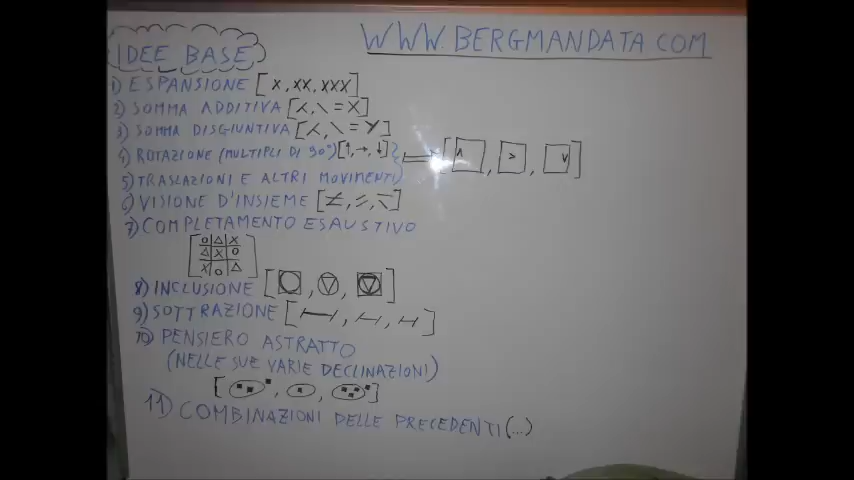 WWW.BERGMANDATA.COM
IDEE BASE
1) ESPANSIONE [X, XX, XXX]
2) SOMMA ADDITIVA [
3) SOMMA DISGIUNTIVA [
4) ROTAZIONE (MULTIPLI DI 90°) [↑, →, ↓]
5) TRASLAZIONI E ALTRI MOVIMENTI
6) VISIONE D'INSIEME
7) COMPLETAMENTO ESAUSTIVO
O Δ X
Δ X O
X O Δ
8) INCLUSIONE
9) SOTTRAZIONE
10) PENSIERO ASTRATTO
(NELLE SUE VARIE DECLINAZIONI)
11) COMBINAZIONI DELLE PRECEDENTI (...)